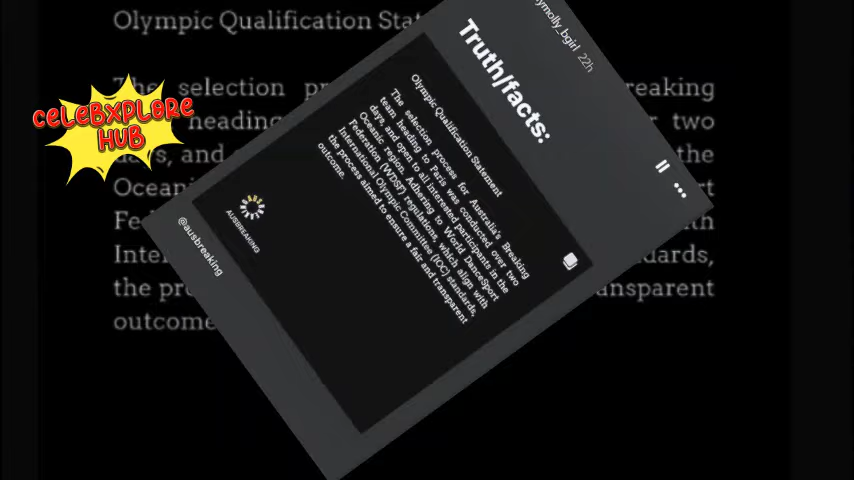 Olympic Qualification Sta
The selection pr
reaking
heading
two
days, and
the
Oceani
rt
Fe
th
Inter
dards,
the pro
ansparent
outcome
CELEBXPLORE
HUB
ymolly_bgirl 22h
Truth/facts:
Olympic Qualification Statement
The selection process for Australia's Breaking
team heading to Paris was conducted over two
days, and open to all interested participants in the
Oceanic region. Adhering to World DanceSport
Federation (WDSF) regulations, which align with
International Olympic Committee (IOC) standards,
the process aimed to ensure a fair and transparent
outcome.
AUSBREAKING
@ausbreaking